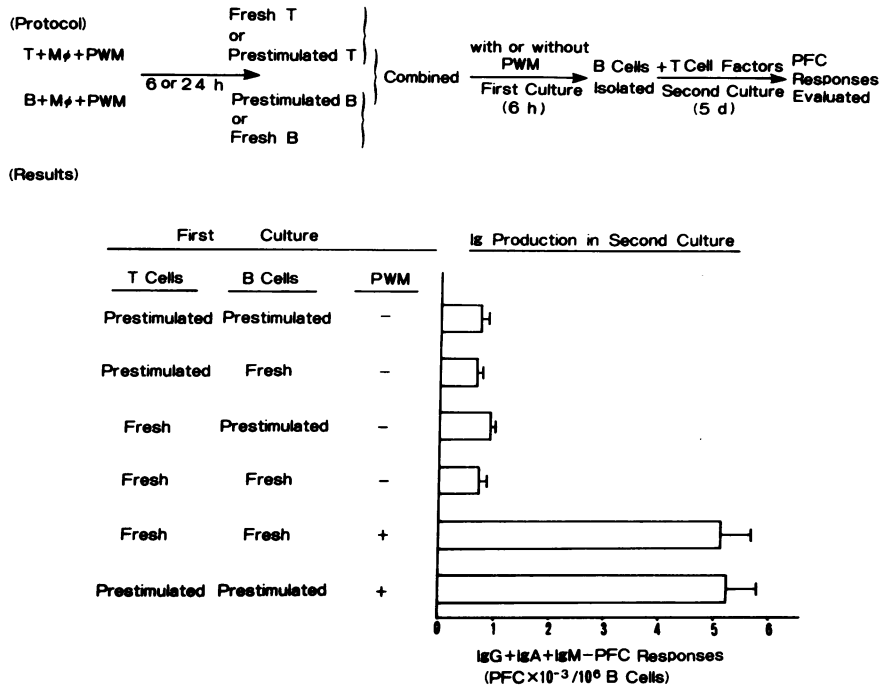 (Protocol)
T+Mø+PWM
B+Mø+PWM
6 or 24 h
Fresh T
or
Prestimulated T
Prestimulated B
or
Fresh B
Combined
with or without
PWM
First Culture
(6 h)
B Cells + T Cell Factors
Isolated Second Culture
(5 d)
PFC
Responses
Evaluated
(Results)
First Culture
Ig Production in Second Culture
T Cells B Cells PWM
Prestimulated Prestimulated −
Prestimulated Fresh −
Fresh Prestimulated −
Fresh Fresh −
Fresh Fresh +
Prestimulated Prestimulated +
0 1 2 3 4 5 6
IgG+IgA+IgM−PFC Responses
(PFC×10⁻³/10⁶ B Cells)